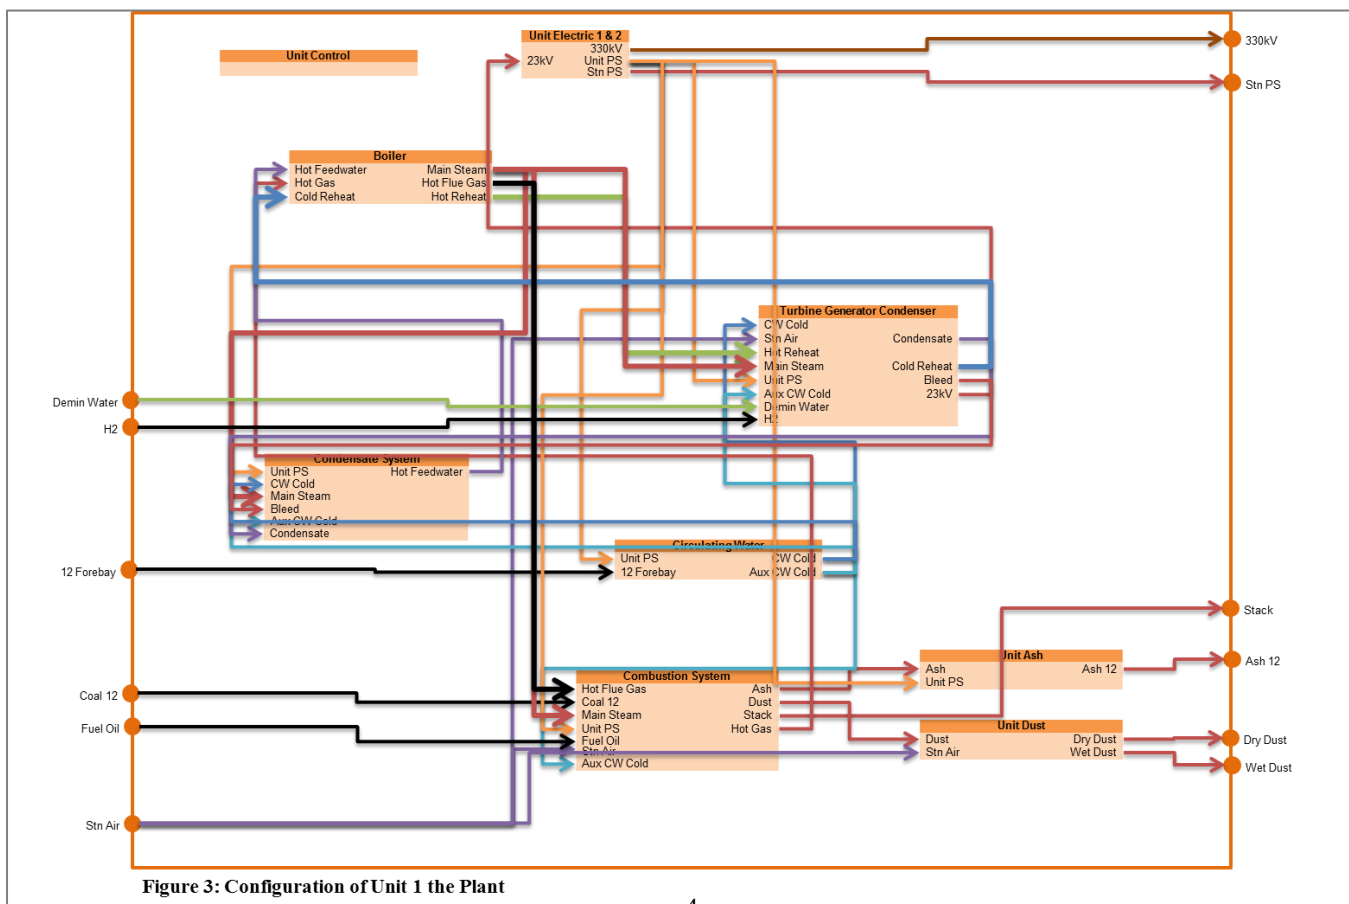 Unit Electric 1 & 2
330kV
23kV Unit PS
Stn PS
Unit Control
330kV
Stn PS
Boiler
Hot Feedwater Main Steam
Hot Gas Hot Flue Gas
Cold Reheat Hot Reheat
Turbine Generator Condenser
CW Cold
Stn Air Condensate
Hot Reheat
Main Steam Cold Reheat
Unit PS Bleed
Aux CW Cold 23kV
Demin Water
H2
Demin Water
H2
Condensate System
Unit PS Hot Feedwater
CW Cold
Main Steam
Bleed
Aux CW Cold
Condensate
Circulating Water
Unit PS CW Cold
12 Forebay Aux CW Cold
12 Forebay
Stack
Unit Ash
Ash Ash 12
Unit PS
Ash 12
Combustion System
Hot Flue Gas Ash
Coal 12 Dust
Main Steam Stack
Unit PS Hot Gas
Fuel Oil
Stn Air
Aux CW Cold
Coal 12
Fuel Oil
Unit Dust
Dust Dry Dust
Stn Air Wet Dust
Dry Dust
Wet Dust
Stn Air
Figure 3: Configuration of Unit 1 the Plant